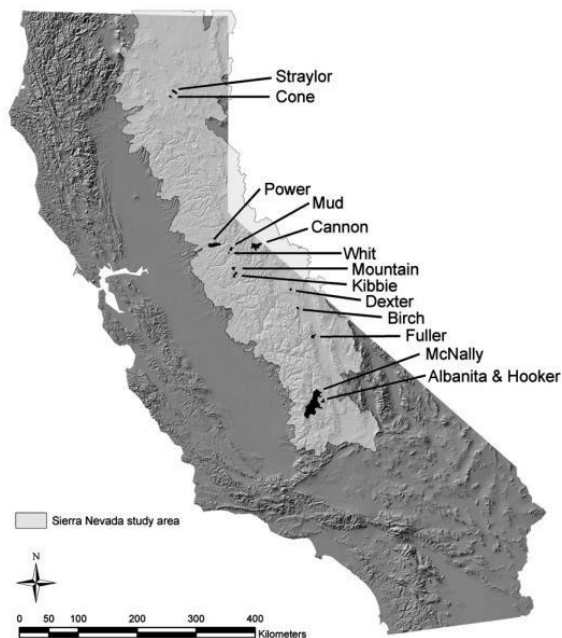 Straylor
Cone
Power
Mud
Cannon
Whit
Mountain
Kibbie
Dexter
Birch
Fuller
McNally
Albanita & Hooker
Sierra Nevada study area
N
0 50 100 200 300 400
Kilometers